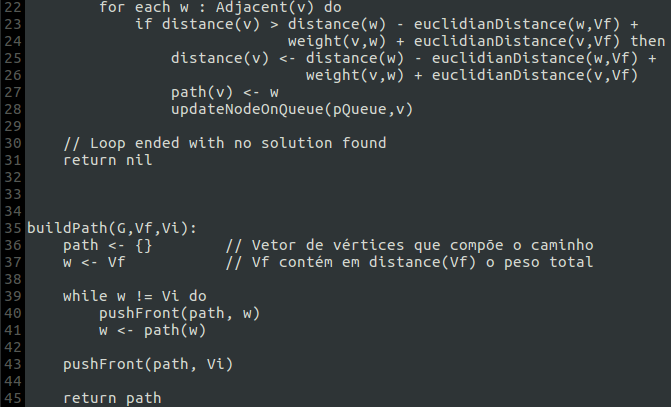 22         for each w : Adjacent(v) do
23             if distance(v) > distance(w) - euclidianDistance(w,Vf) +
24                              weight(v,w) + euclidianDistance(v,Vf) then
25                 distance(v) <- distance(w) - euclidianDistance(w,Vf) +
26                                weight(v,w) + euclidianDistance(v,Vf)
27                 path(v) <- w
28                 updateNodeOnQueue(pQueue,v)
29
30     // Loop ended with no solution found
31     return nil
32
33
34
35 buildPath(G,Vf,Vi):
36     path <- {}        // Vetor de vértices que compõe o caminho
37     w <- Vf           // Vf contém em distance(Vf) o peso total
38
39     while w != Vi do
40         pushFront(path, w)
41         w <- path(w)
42
43     pushFront(path, Vi)
44
45     return path